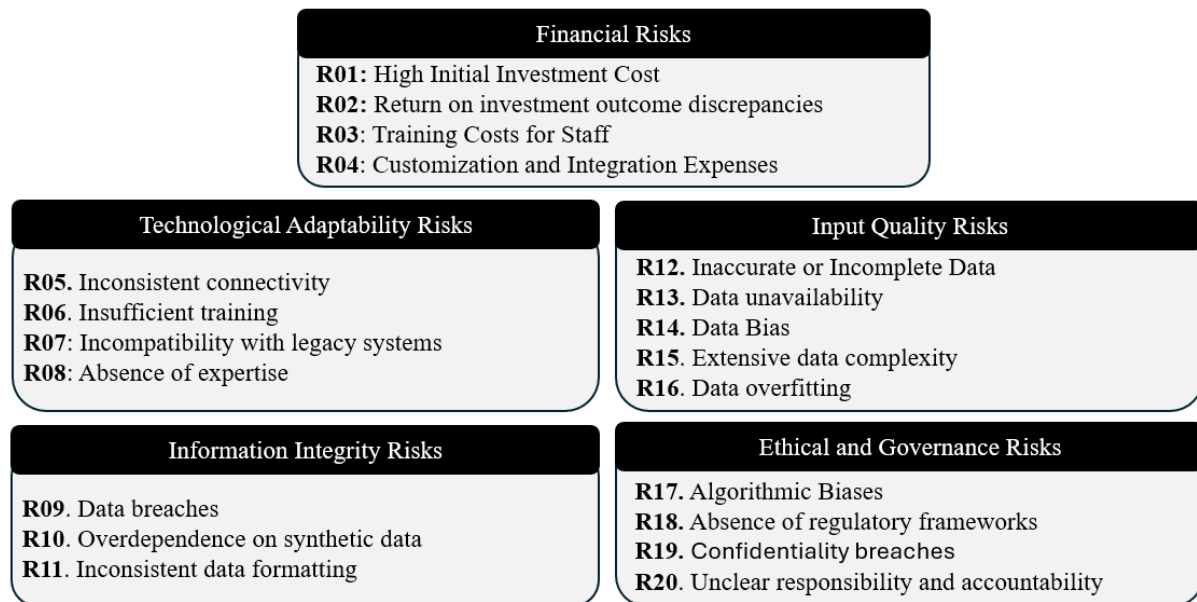 Financial Risks
R01: High Initial Investment Cost
R02: Return on investment outcome discrepancies
R03: Training Costs for Staff
R04: Customization and Integration Expenses
Technological Adaptability Risks
R05. Inconsistent connectivity
R06. Insufficient training
R07: Incompatibility with legacy systems
R08: Absence of expertise
Input Quality Risks
R12. Inaccurate or Incomplete Data
R13. Data unavailability
R14. Data Bias
R15. Extensive data complexity
R16. Data overfitting
Information Integrity Risks
R09. Data breaches
R10. Overdependence on synthetic data
R11. Inconsistent data formatting
Ethical and Governance Risks
R17. Algorithmic Biases
R18. Absence of regulatory frameworks
R19. Confidentiality breaches
R20. Unclear responsibility and accountability